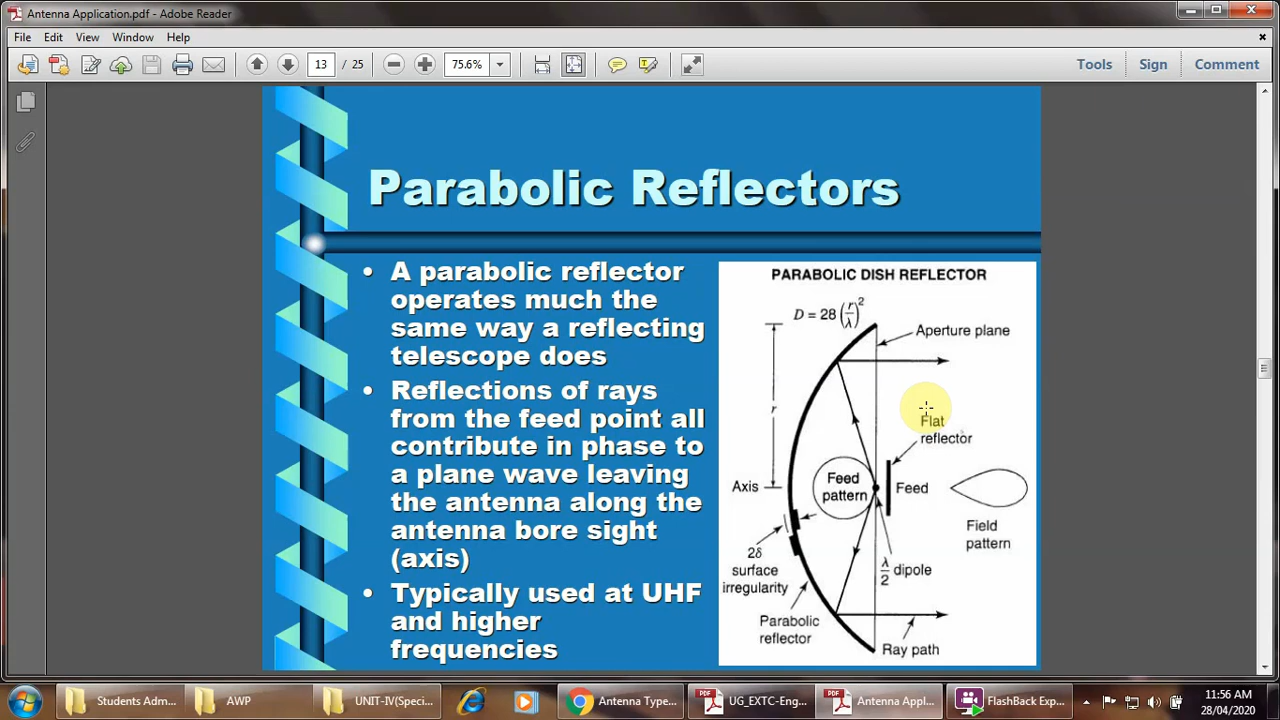 Antenna Application.pdf - Adobe Reader
File Edit View Window Help
13 / 25 75.6% Tools Sign Comment
Parabolic Reflectors
• A parabolic reflector
operates much the
same way a reflecting
telescope does
• Reflections of rays
from the feed point all
contribute in phase to
a plane wave leaving
the antenna along the
antenna bore sight
(axis)
• Typically used at UHF
and higher
frequencies
PARABOLIC DISH REFLECTOR
D = 28 (r/λ)²
Aperture plane
r
Flat
reflector
Axis
Feed
pattern
Feed
Field
pattern
2δ
surface
irregularity
λ/2 dipole
Parabolic
reflector
Ray path
Students Adm... AWP UNIT-IV(Speci... Antenna Type... UG_EXTC-Eng... Antenna Appl... FlashBack Exp...
11:56 AM
28/04/2020